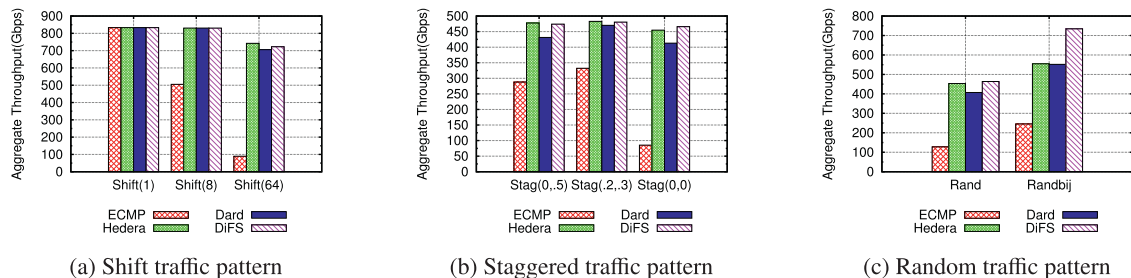 Aggregate Throughput(Gbps)
900
800
700
600
500
400
300
200
100
0
Shift(1) Shift(8) Shift(64)
ECMP Dard
Hedera DiFS
(a) Shift traffic pattern
Aggregate Throughput(Gbps)
500
450
400
350
300
250
200
150
100
50
0
Stag(0,.5) Stag(.2,.3) Stag(0,0)
ECMP Dard
Hedera DiFS
(b) Staggered traffic pattern
Aggregate Throughput(Gbps)
800
700
600
500
400
300
200
100
0
Rand Randbij
ECMP Dard
Hedera DiFS
(c) Random traffic pattern